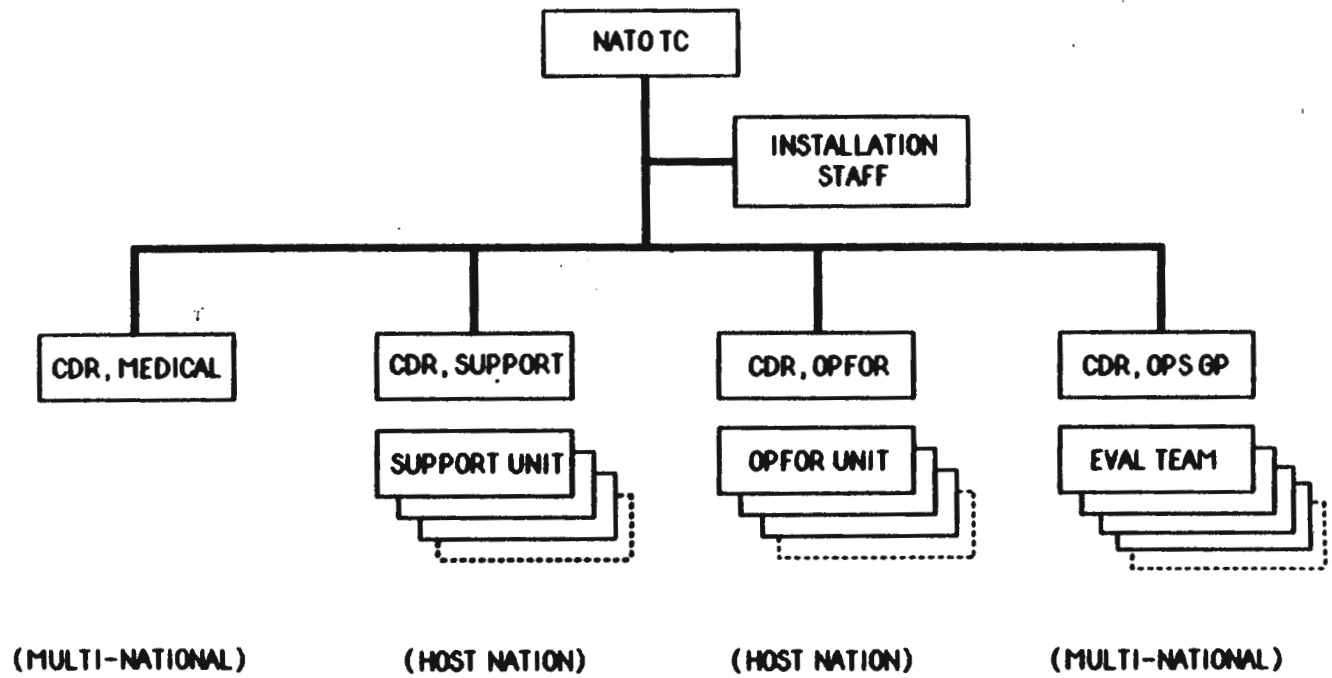 NATO TC
INSTALLATION
STAFF
CDR, MEDICAL
CDR, SUPPORT
CDR, OPFOR
CDR, OPS GP
SUPPORT UNIT
OPFOR UNIT
EVAL TEAM
(MULTI-NATIONAL)
(HOST NATION)
(HOST NATION)
(MULTI-NATIONAL)